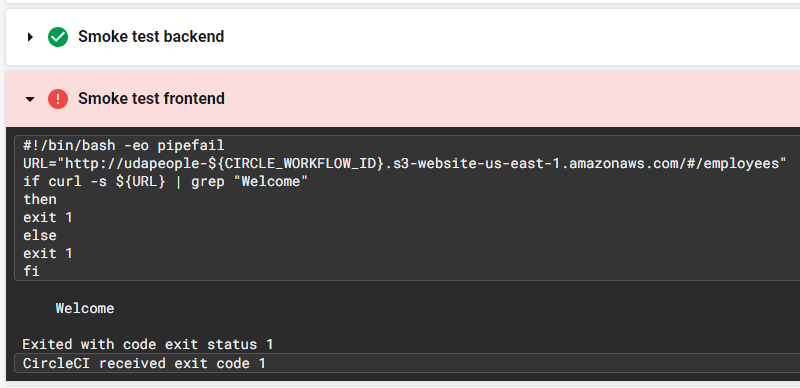 Smoke test backend
Smoke test frontend
#!/bin/bash -eo pipefail
URL="http://udapeople-${CIRCLE_WORKFLOW_ID}.s3-website-us-east-1.amazonaws.com/#/employees"
if curl -s ${URL} | grep "Welcome"
then
exit 1
else
exit 1
fi
Welcome
Exited with code exit status 1
CircleCI received exit code 1